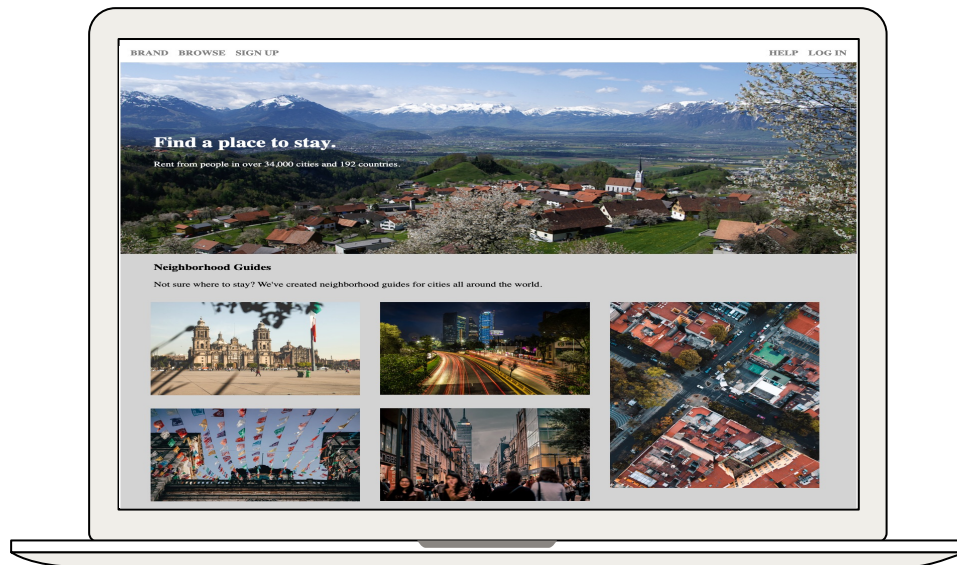 BRAND BROWSE SIGN UP HELP LOG IN
Find a place to stay.
Rent from people in over 34,000 cities and 192 countries.
Neighborhood Guides
Not sure where to stay? We've created neighborhood guides for cities all around the world.